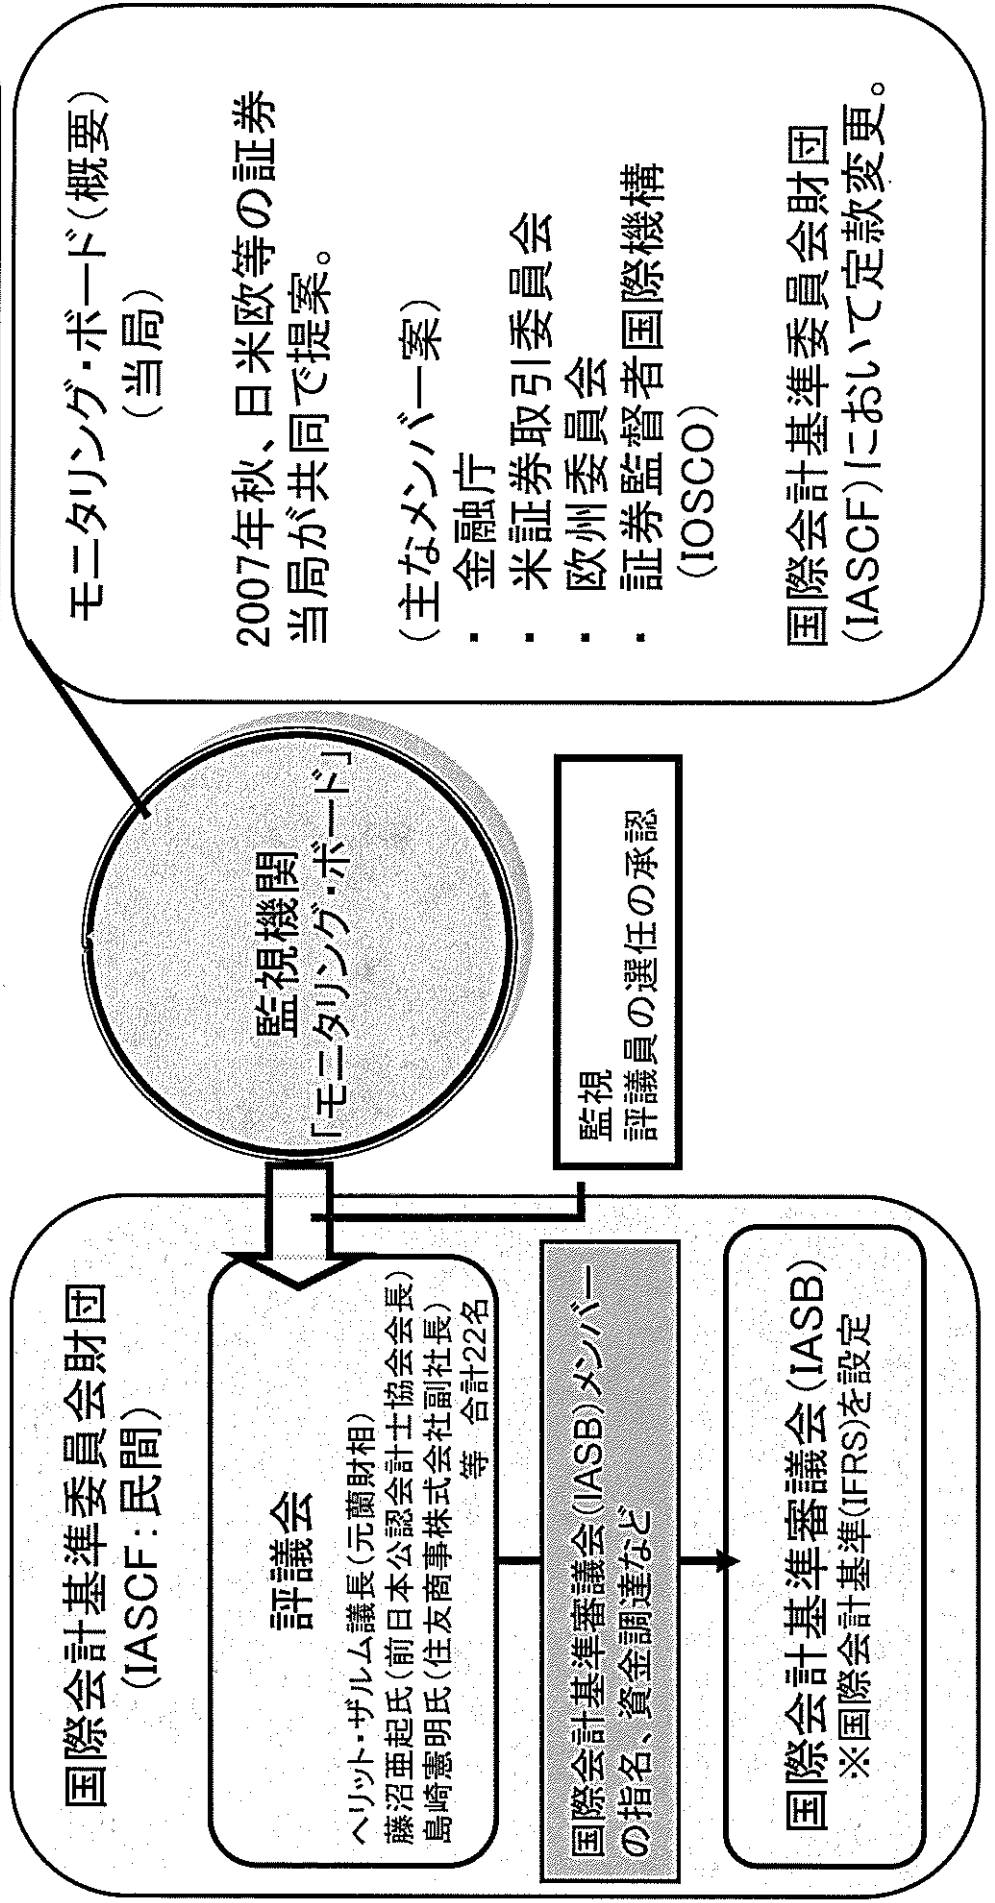 国際会計基準委員会財団
(IASCF:民間)
評議会
ヘリット・ザルム議長(元蘭財相)
藤沼亜起氏(前日本公認会計士協会会長)
島崎憲明氏(住友商事株式会社副社長)
等 合計22名
国際会計基準審議会(IASB)メンバー
の指名、資金調達など
国際会計基準審議会(IASB)
※国際会計基準(IFRS)を設定
監視機関
「モニタリング・ボード」
監視
評議員の選任の承認
モニタリング・ボード(概要)
(当局)
2007年秋、日米欧等の証券
当局が共同で提案。
(主なメンバー案)
・ 金融庁
・ 米証券取引委員会
・ 欧州委員会
・ 証券監督者国際機構
(IOSCO)
国際会計基準委員会財団
(IASCF)において定款変更。